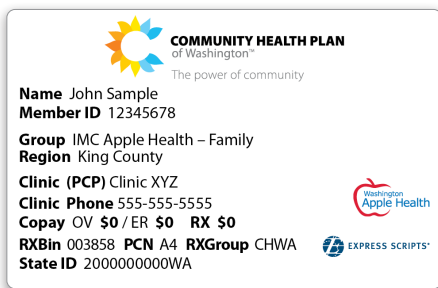 COMMUNITY HEALTH PLAN
of Washington™
The power of community
Name John Sample
Member ID 12345678
Group IMC Apple Health – Family
Region King County
Clinic (PCP) Clinic XYZ
Clinic Phone 555-555-5555
Copay OV $0 / ER $0 RX $0
RXBin 003858 PCN A4 RXGroup CHWA
State ID 2000000000WA
Washington
Apple Health
EXPRESS SCRIPTS®